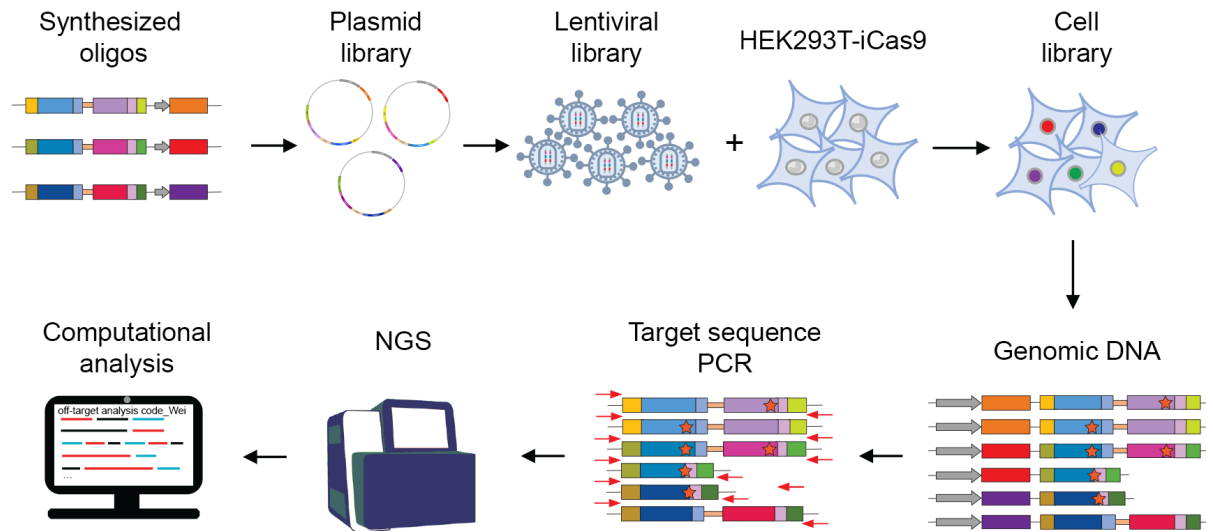 Synthesized
oligos
Plasmid
library
Lentiviral
library
+
HEK293T-iCas9
Cell
library
Computational
analysis
NGS
Target sequence
PCR
Genomic DNA
off-target analysis code_Wei
...